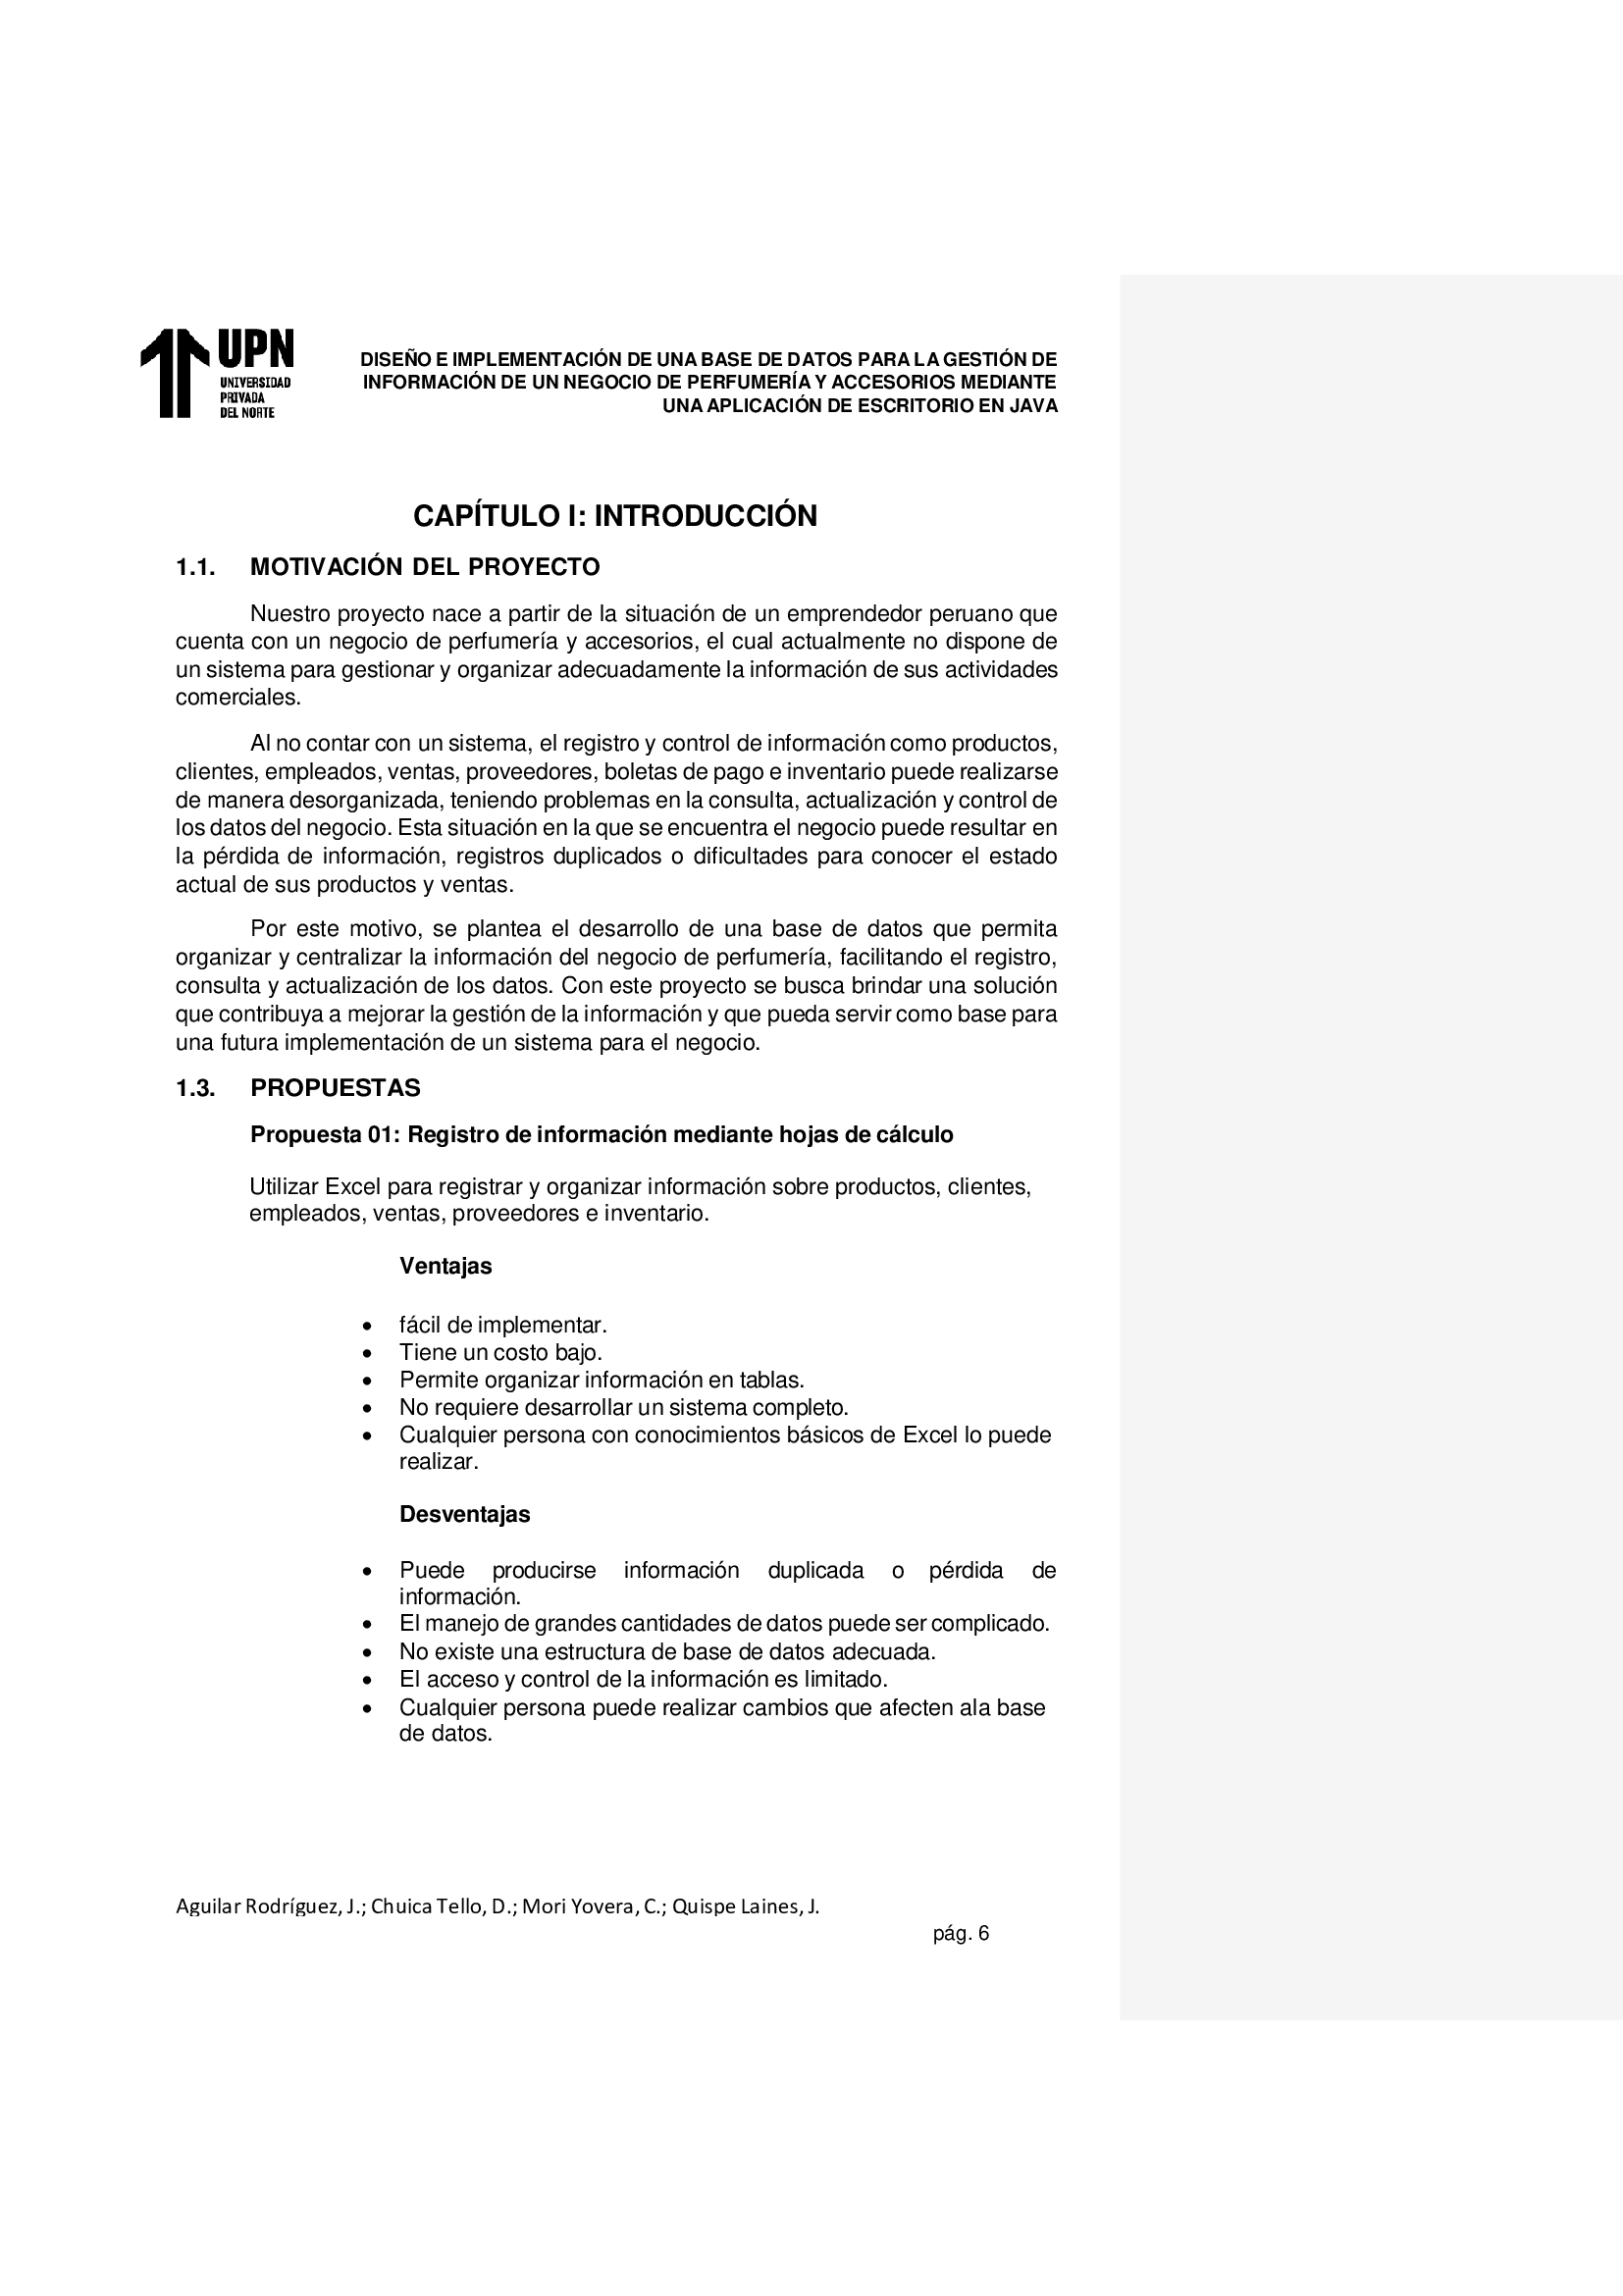 UPN
UNIVERSIDAD
PRIVADA
DEL NORTE
DISEÑO E IMPLEMENTACIÓN DE UNA BASE DE DATOS PARA LA GESTIÓN DE
INFORMACIÓN DE UN NEGOCIO DE PERFUMERÍA Y ACCESORIOS MEDIANTE
UNA APLICACIÓN DE ESCRITORIO EN JAVA
CAPÍTULO I: INTRODUCCIÓN
1.1. MOTIVACIÓN DEL PROYECTO
Nuestro proyecto nace a partir de la situación de un emprendedor peruano que
cuenta con un negocio de perfumería y accesorios, el cual actualmente no dispone de
un sistema para gestionar y organizar adecuadamente la información de sus actividades
comerciales.
Al no contar con un sistema, el registro y control de información como productos,
clientes, empleados, ventas, proveedores, boletas de pago e inventario puede realizarse
de manera desorganizada, teniendo problemas en la consulta, actualización y control de
los datos del negocio. Esta situación en la que se encuentra el negocio puede resultar en
la pérdida de información, registros duplicados o dificultades para conocer el estado
actual de sus productos y ventas.
Por este motivo, se plantea el desarrollo de una base de datos que permita
organizar y centralizar la información del negocio de perfumería, facilitando el registro,
consulta y actualización de los datos. Con este proyecto se busca brindar una solución
que contribuya a mejorar la gestión de la información y que pueda servir como base para
una futura implementación de un sistema para el negocio.
1.3. PROPUESTAS
Propuesta 01: Registro de información mediante hojas de cálculo
Utilizar Excel para registrar y organizar información sobre productos, clientes,
empleados, ventas, proveedores e inventario.
Ventajas
• fácil de implementar.
• Tiene un costo bajo.
• Permite organizar información en tablas.
• No requiere desarrollar un sistema completo.
• Cualquier persona con conocimientos básicos de Excel lo puede
realizar.
Desventajas
• Puede producirse información duplicada o pérdida de
información.
• El manejo de grandes cantidades de datos puede ser complicado.
• No existe una estructura de base de datos adecuada.
• El acceso y control de la información es limitado.
• Cualquier persona puede realizar cambios que afecten ala base
de datos.
Aguilar Rodríguez, J.; Chuica Tello, D.; Mori Yovera, C.; Quispe Laines, J.
pág. 6